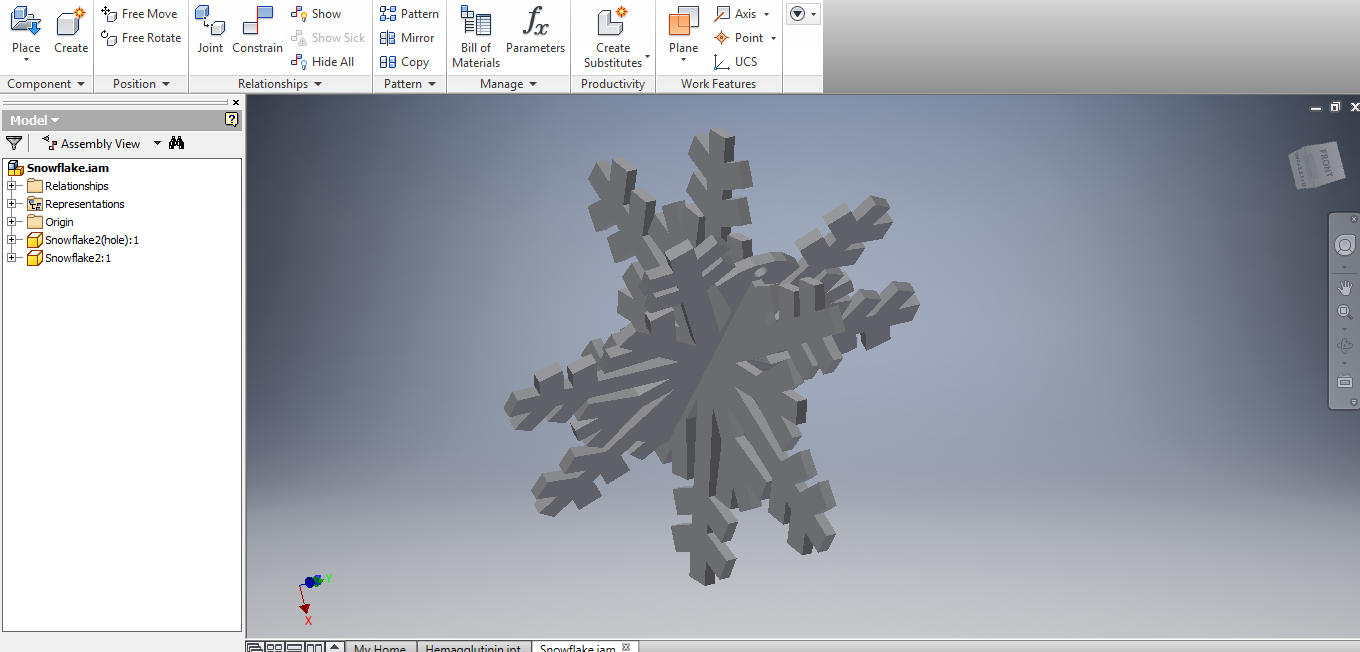 Free Move
Free Rotate
Place
Create
Component
Position
Joint
Constrain
Show
Show Sick
Hide All
Relationships
Pattern
Mirror
Copy
Pattern
Bill of
Materials
Parameters
Manage
Create
Substitutes
Productivity
Plane
Axis
Point
UCS
Work Features
Model
Assembly View
Snowflake.iam
Relationships
Representations
Origin
Snowflake2(hole):1
Snowflake2:1
FRONT
Y
X
My Home
Hemagglutinin.ipt
Snowflake.iam